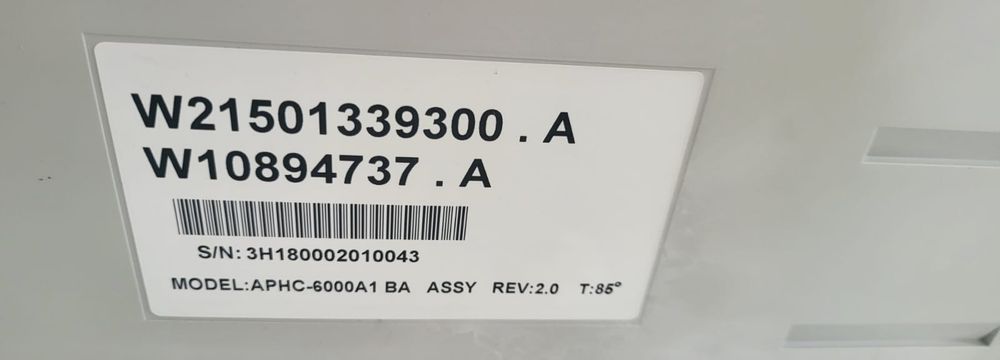 W21501339300 . A
W10894737 . A
S/N: 3H180002010043
MODEL:APHC-6000A1 BA ASSY REV:2.0 T:85°